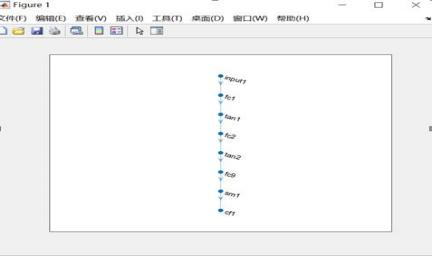 Figure 1
文件(F) 编辑(E) 查看(V) 插入(I) 工具(T) 桌面(D) 窗口(W) 帮助(H)
input1
fc1
tan1
fc2
tan2
fc9
sm1
cf1